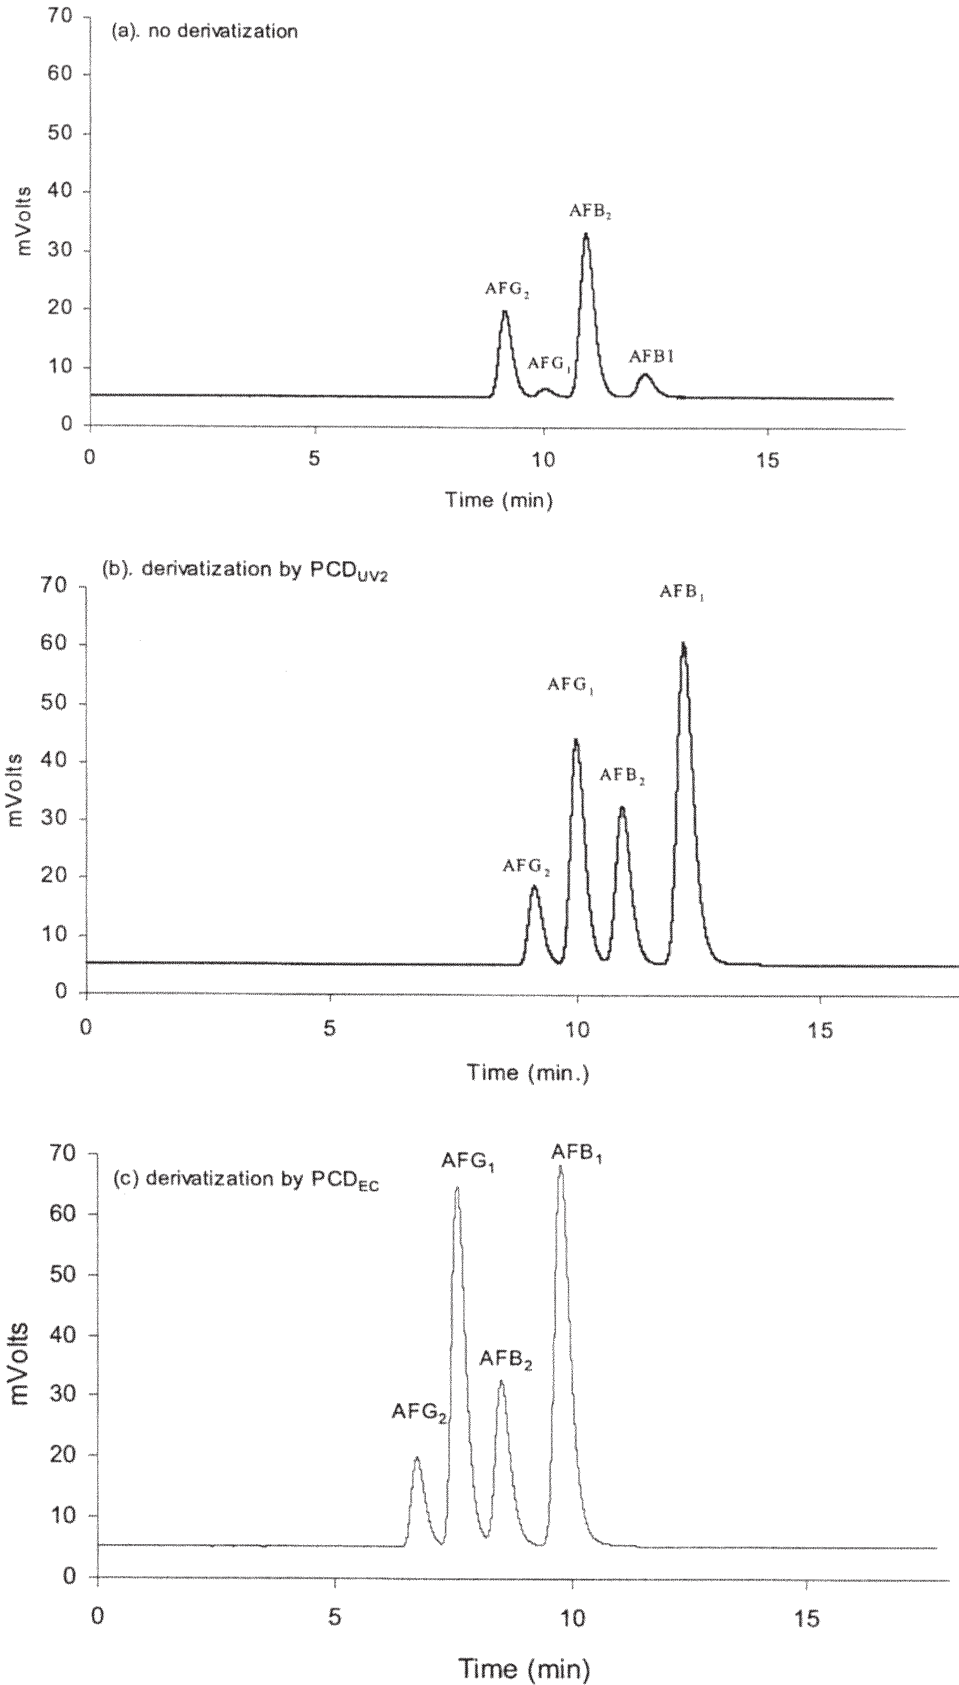 (a). no derivatization
70
60
50
40
30
20
10
0
mVolts
AFG₂
AFG₁
AFB₂
AFB1
0 5 10 15
Time (min)
(b). derivatization by PCD_UV2
70
60
50
40
30
20
10
0
mVolts
AFG₂
AFG₁
AFB₂
AFB₁
0 5 10 15
Time (min.)
(c) derivatization by PCD_EC
70
60
50
40
30
20
10
0
mVolts
AFG₂
AFG₁
AFB₂
AFB₁
0 5 10 15
Time (min)